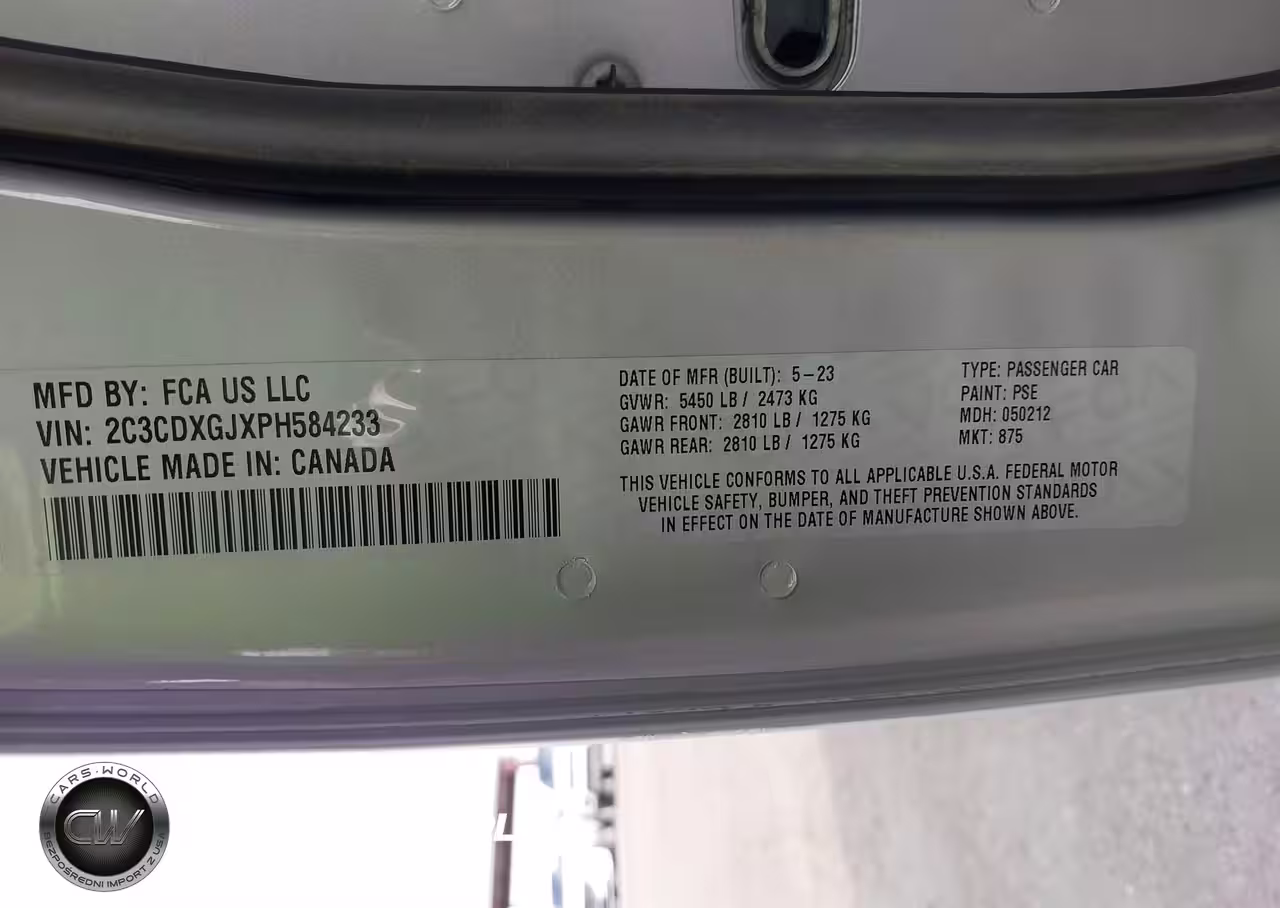 MFD BY: FCA US LLC
VIN: 2C3CDXGJXPH584233
VEHICLE MADE IN: CANADA
DATE OF MFR (BUILT): 5-23
GVWR: 5450 LB / 2473 KG
GAWR FRONT: 2810 LB / 1275 KG
GAWR REAR: 2810 LB / 1275 KG
TYPE: PASSENGER CAR
PAINT: PSE
MDH: 050212
MKT: 875
THIS VEHICLE CONFORMS TO ALL APPLICABLE U.S.A. FEDERAL MOTOR
VEHICLE SAFETY, BUMPER, AND THEFT PREVENTION STANDARDS
IN EFFECT ON THE DATE OF MANUFACTURE SHOWN ABOVE.
CARS·WORLD
CW
BEZPOŚREDNI IMPORT Z USA